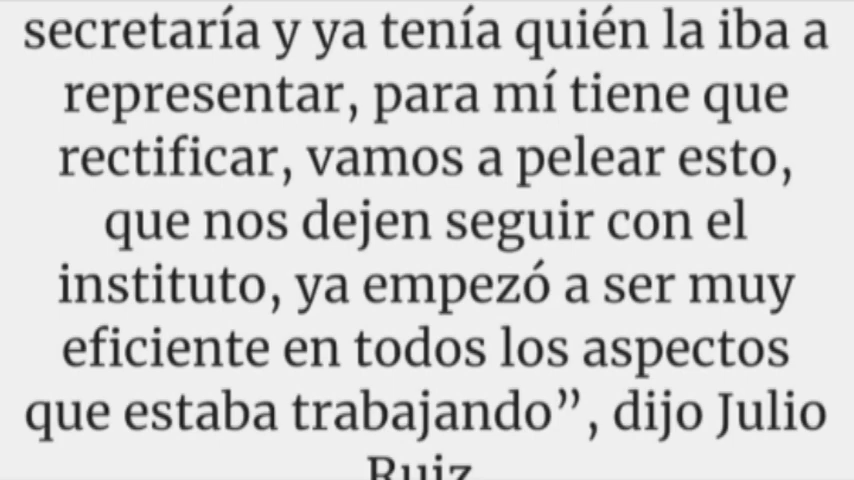 secretaría y ya tenía quién la iba a
representar, para mí tiene que
rectificar, vamos a pelear esto,
que nos dejen seguir con el
instituto, ya empezó a ser muy
eficiente en todos los aspectos
que estaba trabajando”, dijo Julio
Ruiz